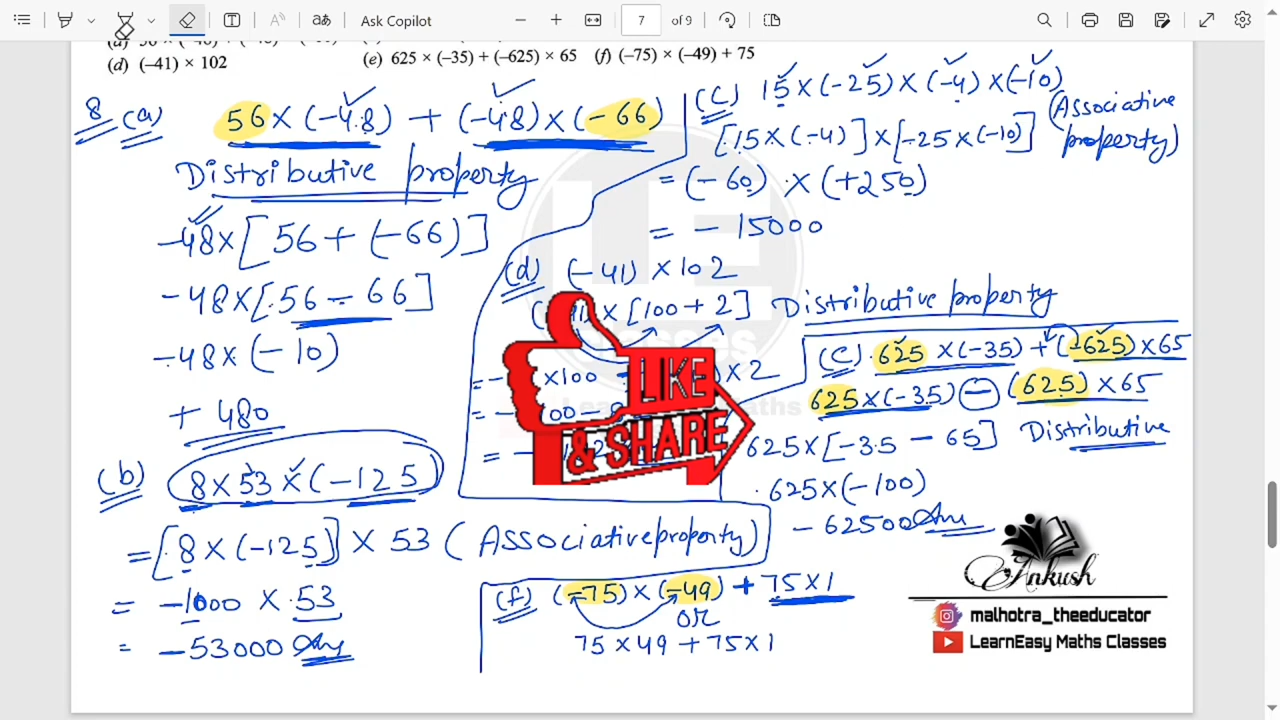 Ask Copilot
7 of 9
(d) (–41) × 102 (e) 625 × (–35) + (–625) × 65 (f) (–75) × (–49) + 75
8 (a) 56 × (-48) + (-48) × (-66)
Distributive property
-48 × [56 + (-66)]
-48 × [56 - 66]
-48 × (-10)
+ 480
(b) 8 × 53 × (-125
= [8 × (-125)] × 53 (Associative property)
= -1000 × 53
= -53000 Ans
(c) 15 × (-25) × (-4) × (-10)
(Associative property)
[15 × (-4)] × [-25 × (-10)]
= (-60) × (+250)
= - 15000
(d) (-41) × 102
× [100 + 2] Distributive property
×100 × 2
LIKE
& SHARE
(e) 625 × (-35) + (-625) × 65
625 × (-35) - (625) × 65
625 × [-35 - 65] Distributive
625 × (-100)
- 62500 Ans
(f) (-75) × (-49) + 75 × 1
or
75 × 49 + 75 × 1
Ankush
malhotra_theeducator
LearnEasy Maths Classes